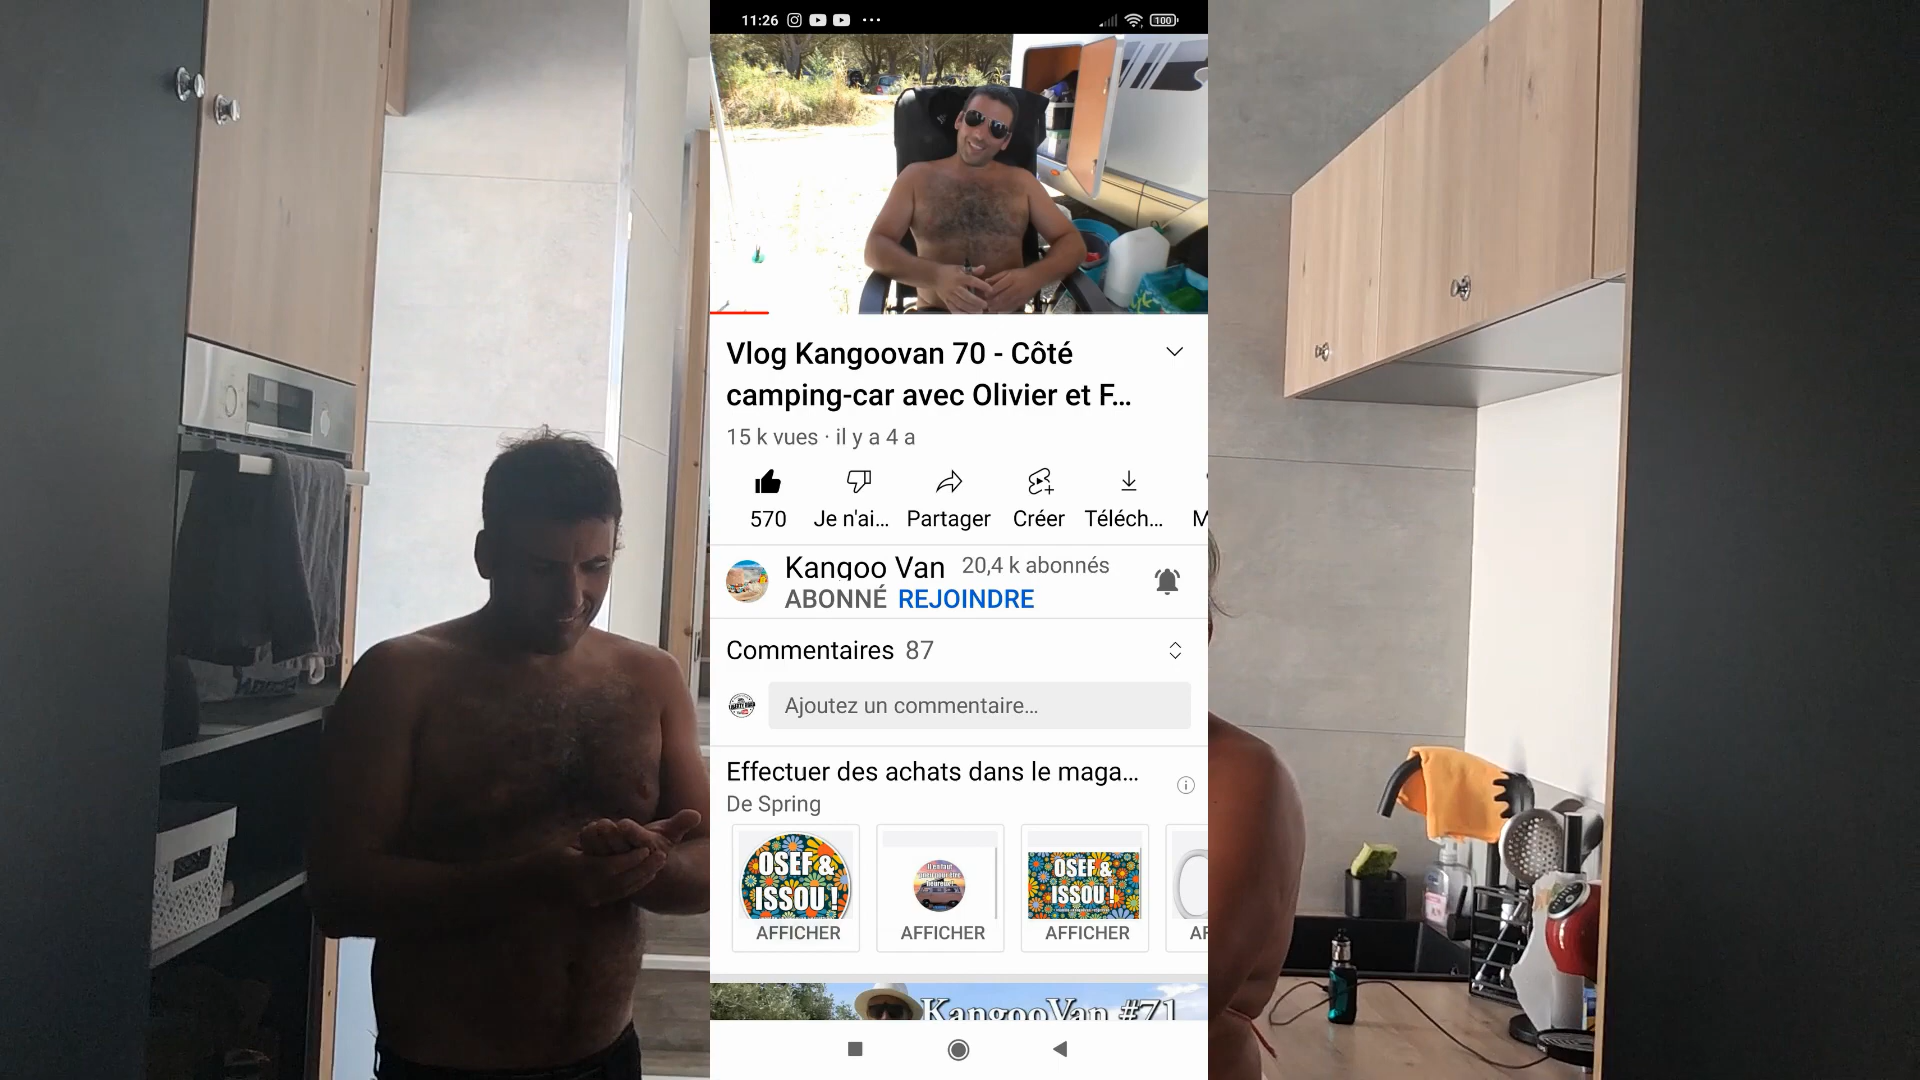 11:26
100
Vlog Kangoovan 70 - Côté
camping-car avec Olivier et F...
15 k vues · il y a 4 a
570
Je n'ai...
Partager
Créer
Téléch...
M
Kangoo Van 20,4 k abonnés
ABONNÉ REJOINDRE
Commentaires 87
Ajoutez un commentaire...
Effectuer des achats dans le maga...
De Spring
OSEF &
ISSOU !
OSEF &
ISSOU !
AFFICHER
AFFICHER
AFFICHER
AF
KangooVan #71